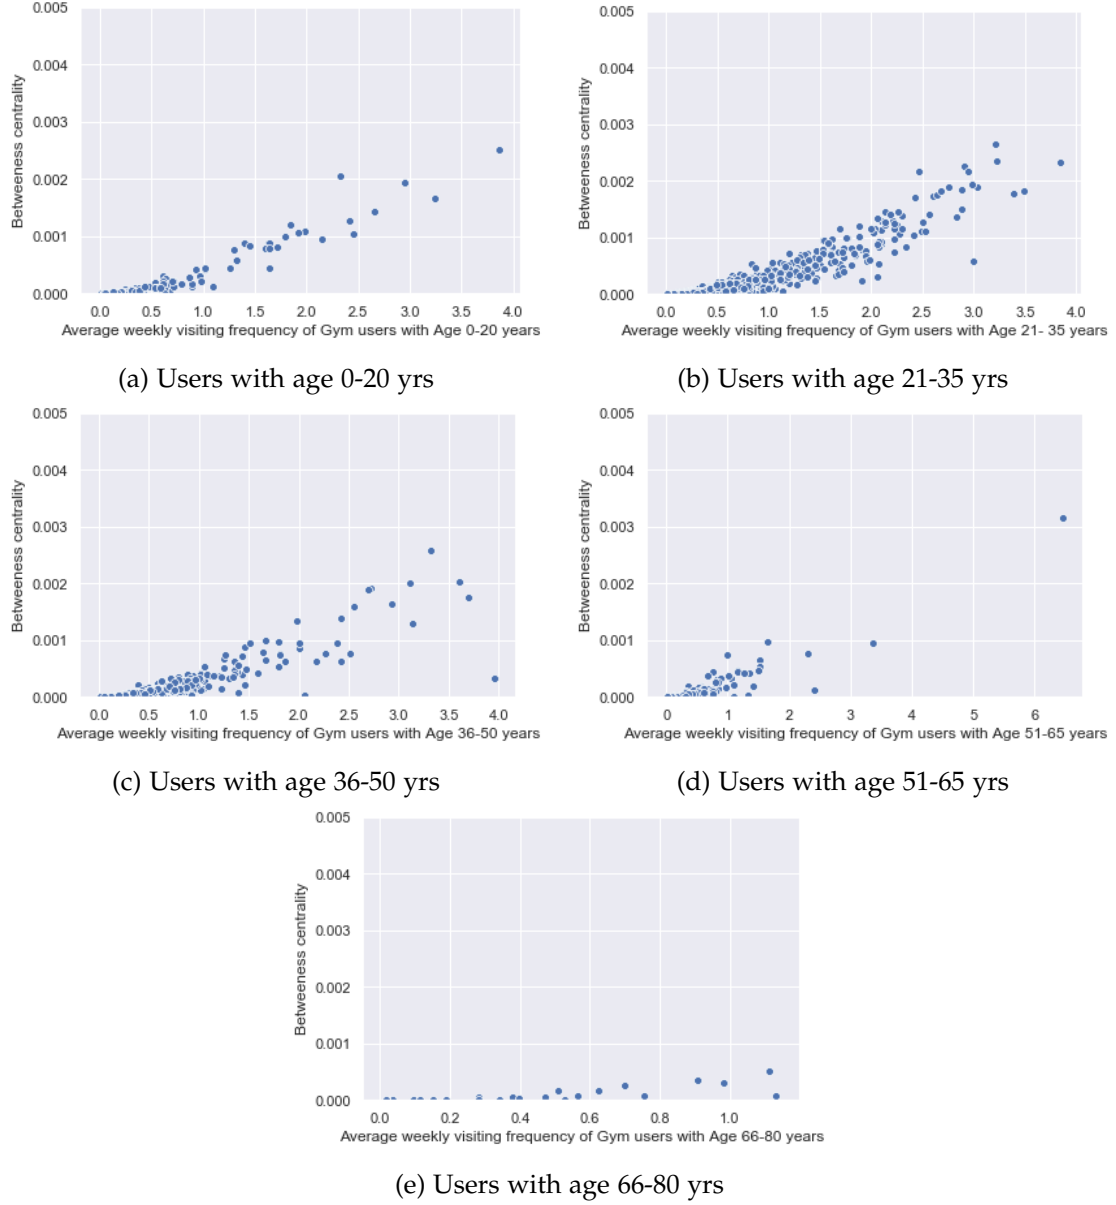 0.005
0.004
0.003
0.002
0.001
0.000
Betweeness centrality
0.0 0.5 1.0 1.5 2.0 2.5 3.0 3.5 4.0
Average weekly visiting frequency of Gym users with Age 0-20 years
(a) Users with age 0-20 yrs
0.005
0.004
0.003
0.002
0.001
0.000
Betweeness centrality
0.0 0.5 1.0 1.5 2.0 2.5 3.0 3.5 4.0
Average weekly visiting frequency of Gym users with Age 21- 35 years
(b) Users with age 21-35 yrs
0.005
0.004
0.003
0.002
0.001
0.000
Betweeness centrality
0.0 0.5 1.0 1.5 2.0 2.5 3.0 3.5 4.0
Average weekly visiting frequency of Gym users with Age 36-50 years
(c) Users with age 36-50 yrs
0.005
0.004
0.003
0.002
0.001
0.000
Betweeness centrality
0 1 2 3 4 5 6
Average weekly visiting frequency of Gym users with Age 51-65 years
(d) Users with age 51-65 yrs
0.005
0.004
0.003
0.002
0.001
0.000
Betweeness centrality
0.0 0.2 0.4 0.6 0.8 1.0
Average weekly visiting frequency of Gym users with Age 66-80 years
(e) Users with age 66-80 yrs